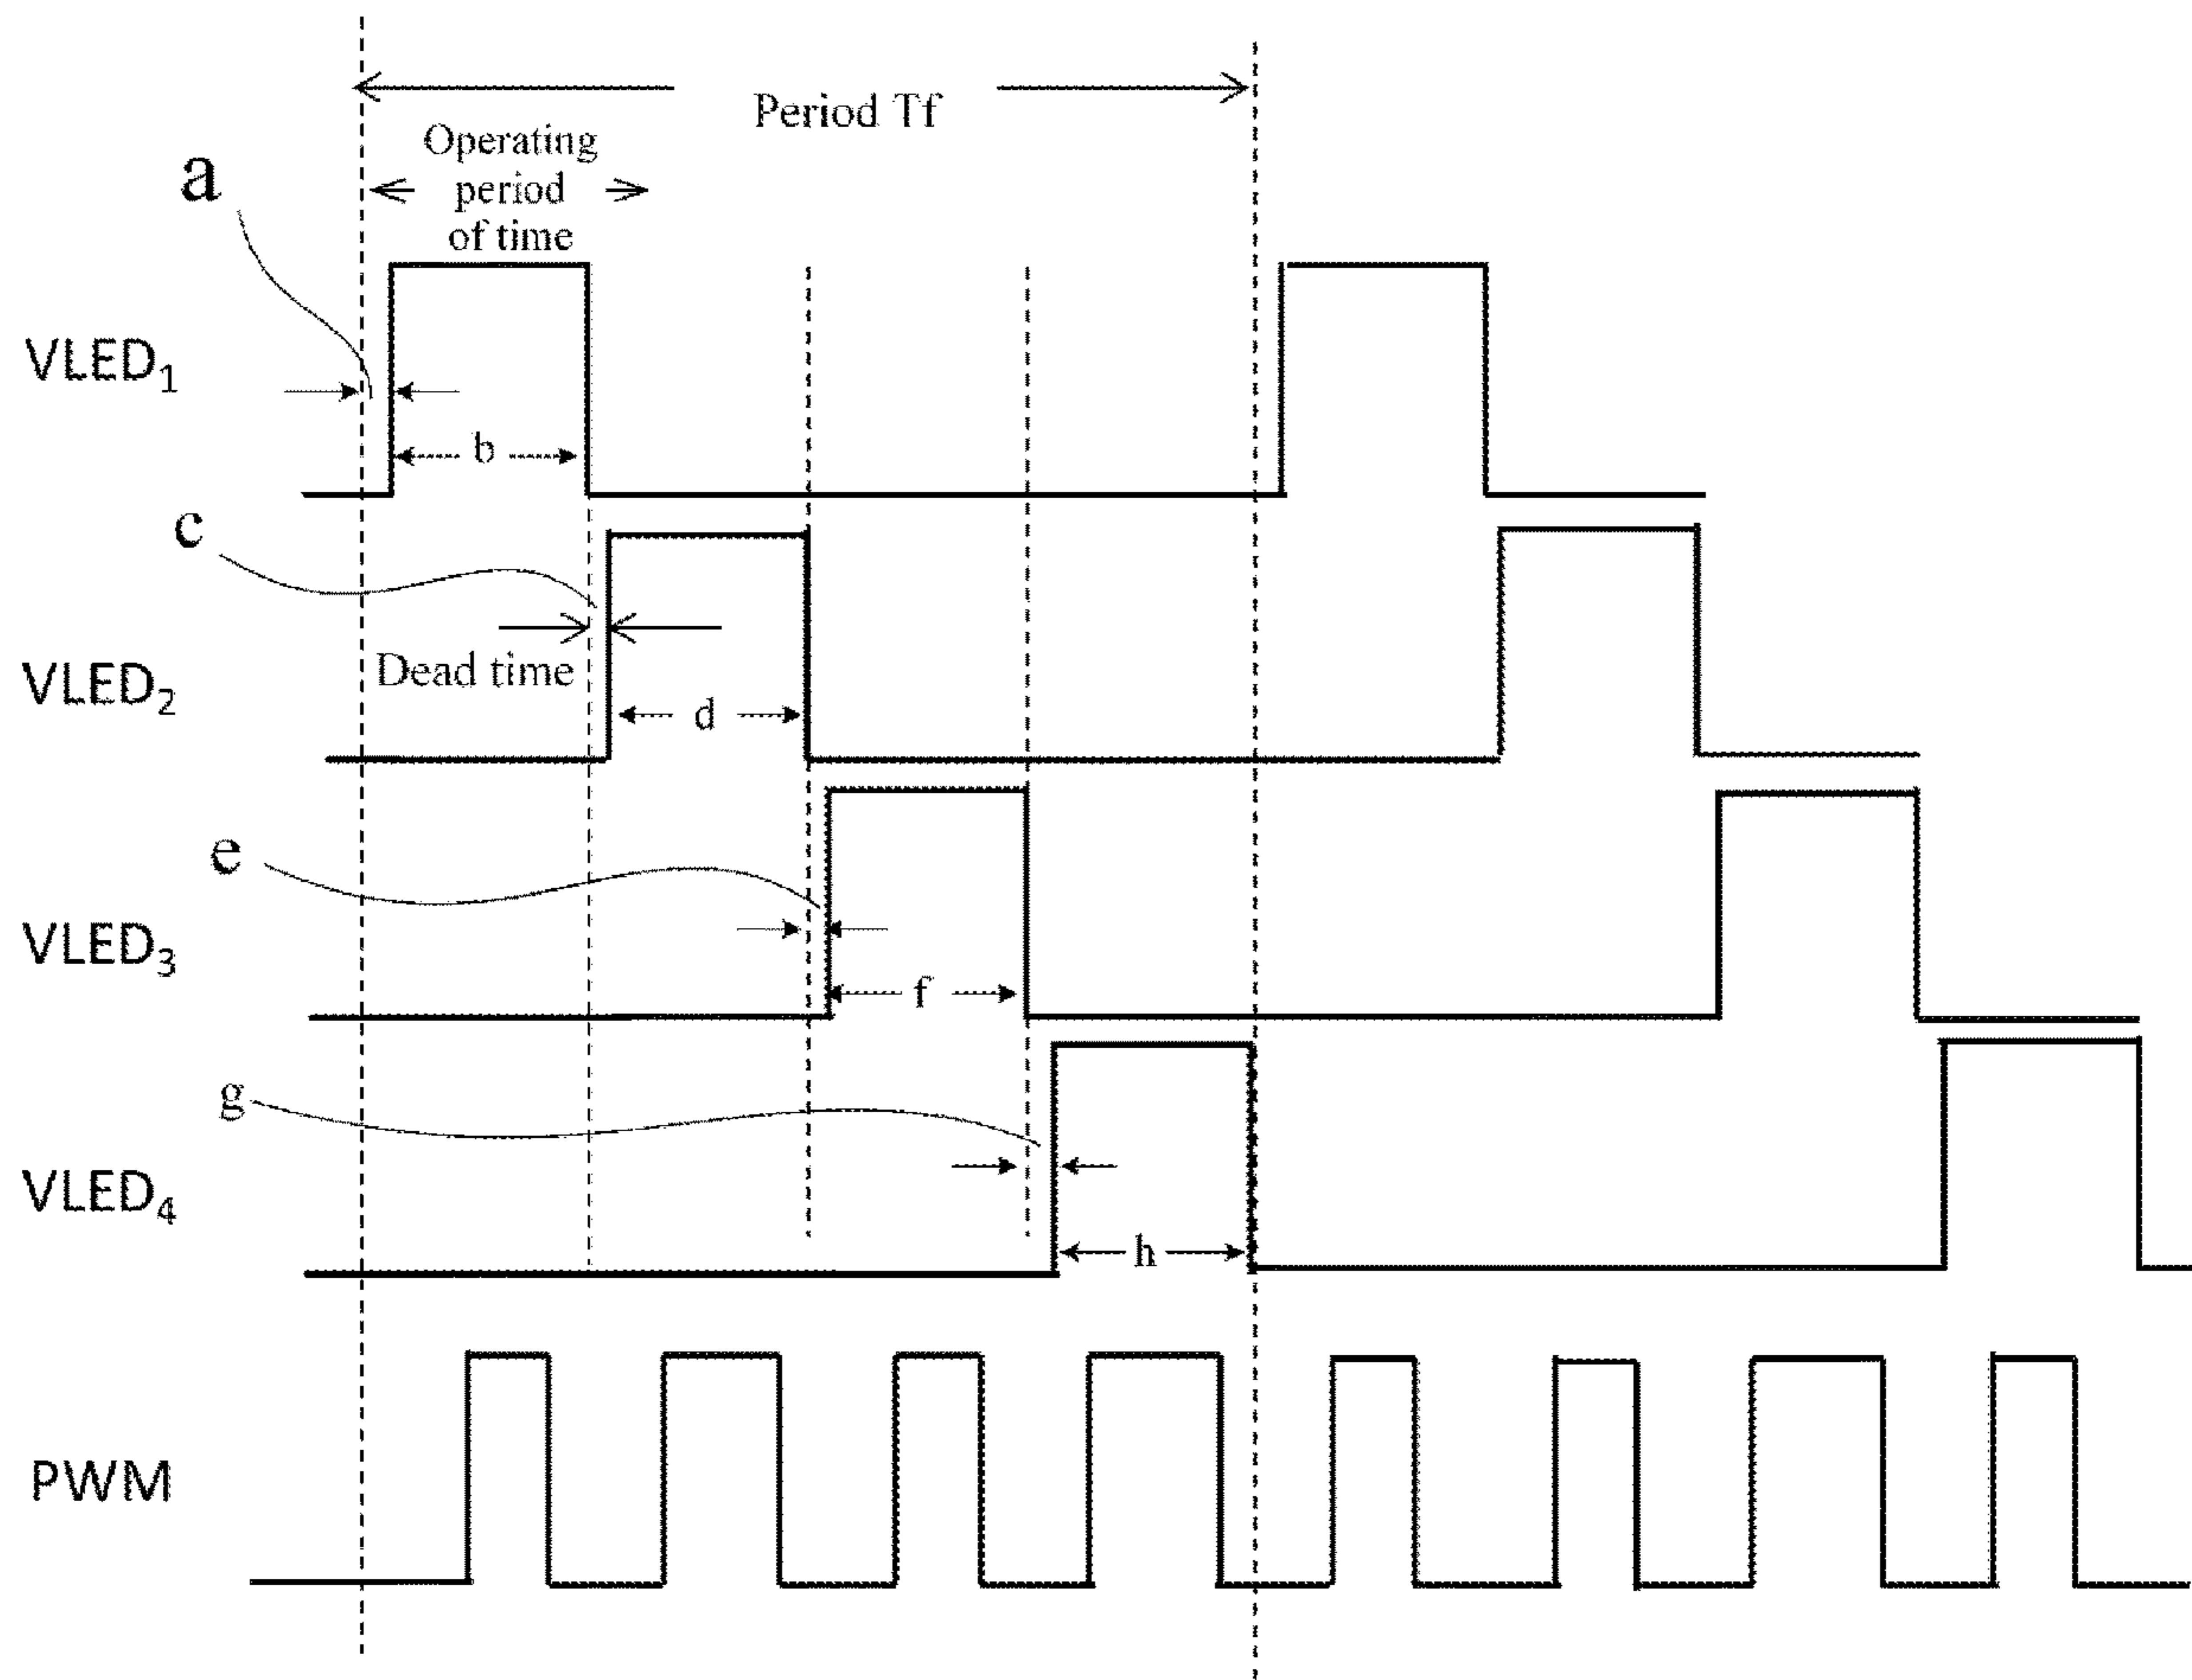 Period Tf
Operating
period
of time
a
VLED1
b
c
Dead time
VLED2
d
e
VLED3
f
g
VLED4
h
PWM